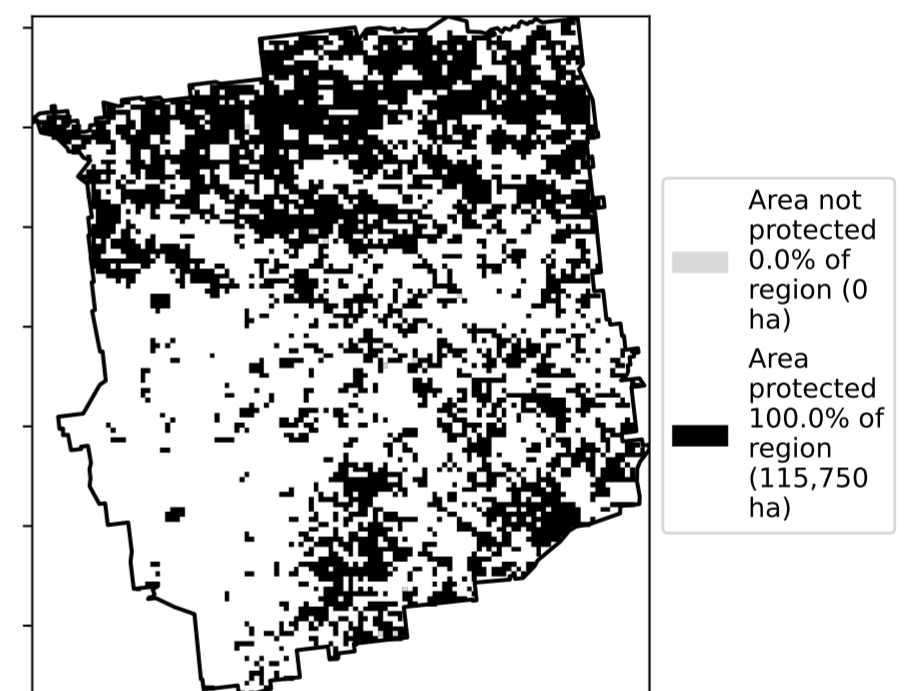 Area not
protected
0.0% of
region (0
ha)
Area
protected
100.0% of
region
(115,750
ha)